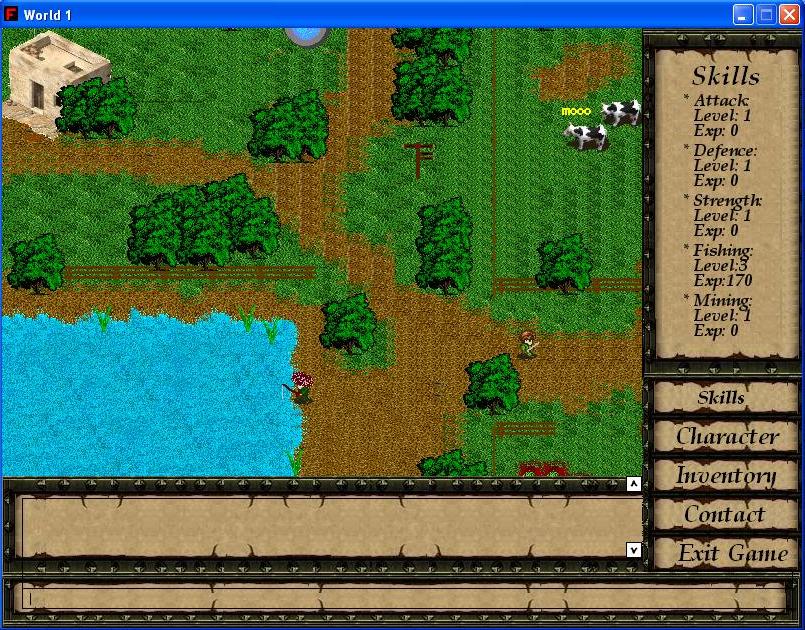 World 1
mooo
Skills
* Attack:
Level: 1
Exp: 0
* Defence:
Level: 1
Exp: 0
* Strength:
Level: 1
Exp: 0
* Fishing:
Level:3
Exp:170
* Mining:
Level: 1
Exp: 0
Skills
Character
Inventory
Contact
Exit Game